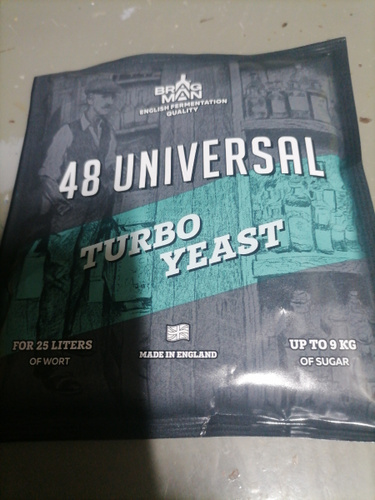 BRAG
MAN
ENGLISH FERMENTATION
QUALITY
48 UNIVERSAL
TURBO
YEAST
FOR 25 LITERS
OF WORT
MADE IN ENGLAND
UP TO 9 KG
OF SUGAR